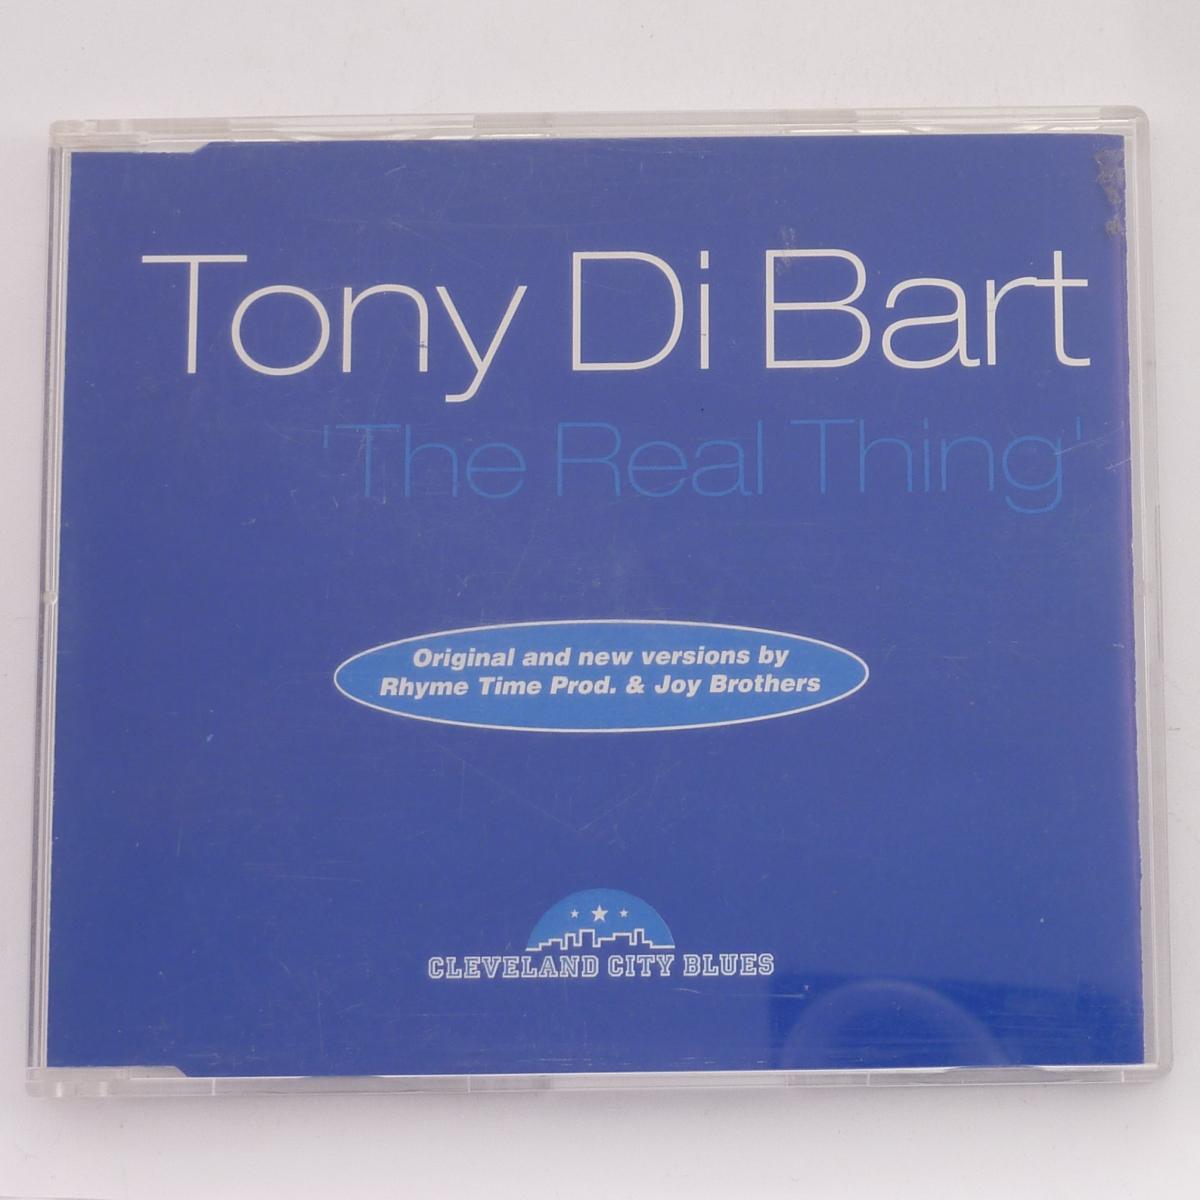 Tony Di Bart
'The Real Thing'
Original and new versions by
Rhyme Time Prod. & Joy Brothers
CLEVELAND CITY BLUES